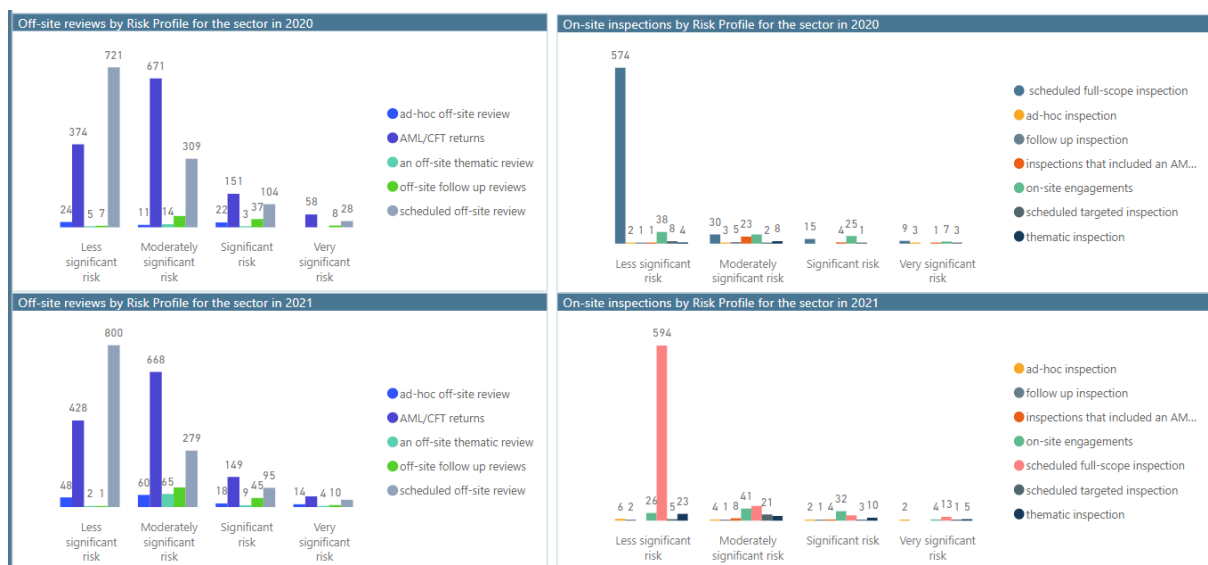 Off-site reviews by Risk Profile for the sector in 2020
721
671
374
309
151
104
58
24
5 7
11
14
22
3
37
8
28
Less significant risk
Moderately significant risk
Significant risk
Very significant risk
ad-hoc off-site review
AML/CFT returns
an off-site thematic review
off-site follow up reviews
scheduled off-site review
On-site inspections by Risk Profile for the sector in 2020
574
2 1 1
38
8 4
30
3 5
23
2 8
15
4
25
1
9 3
1 7 3
Less significant risk
Moderately significant risk
Significant risk
Very significant risk
scheduled full-scope inspection
ad-hoc inspection
follow up inspection
inspections that included an AM...
on-site engagements
scheduled targeted inspection
thematic inspection
Off-site reviews by Risk Profile for the sector in 2021
800
668
428
279
149
95
48
2 1
60
65
18
9
45
14
4 10
Less significant risk
Moderately significant risk
Significant risk
Very significant risk
ad-hoc off-site review
AML/CFT returns
an off-site thematic review
off-site follow up reviews
scheduled off-site review
On-site inspections by Risk Profile for the sector in 2021
594
6 2
26
5
23
4 1 8
41
21
2 1 4
32
3 10
2
4 13 1 5
Less significant risk
Moderately significant risk
Significant risk
Very significant risk
ad-hoc inspection
follow up inspection
inspections that included an AM...
on-site engagements
scheduled full-scope inspection
scheduled targeted inspection
thematic inspection